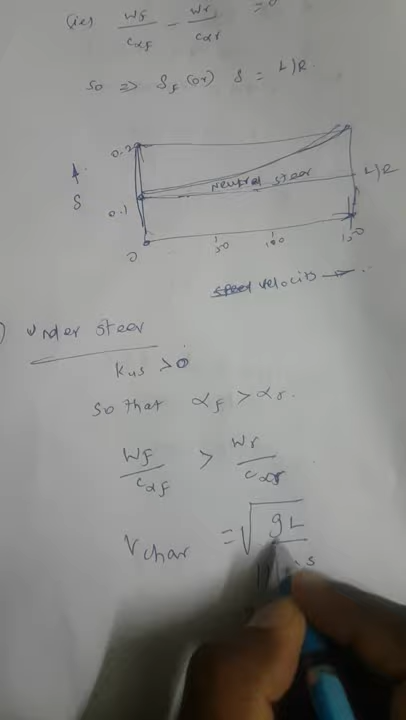 (ie) Wf/Cαf - Wr/Cαr = 0
so => δf (or) δ = L/R.
0.2
δ
neutral steer
L/R
0.1
0
50 100 150
velocity →
Under steer
Kus > 0
so that αf > αr.
Wf/Cαf > Wr/Cαr
Vchar = √gL